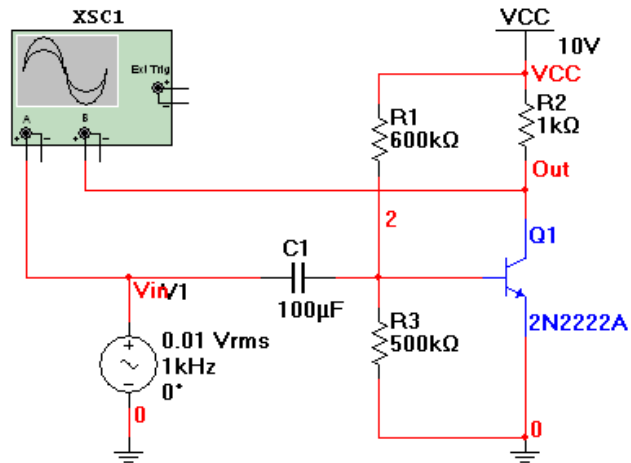 XSC1
Ext Trig
+
–
A
B
+ –
+ –
VCC
10V
VCC
R1
600kΩ
R2
1kΩ
Out
2
Q1
C1
100µF
Vin
V1
2N2222A
R3
500kΩ
0.01 Vrms
1kHz
0°
0
0